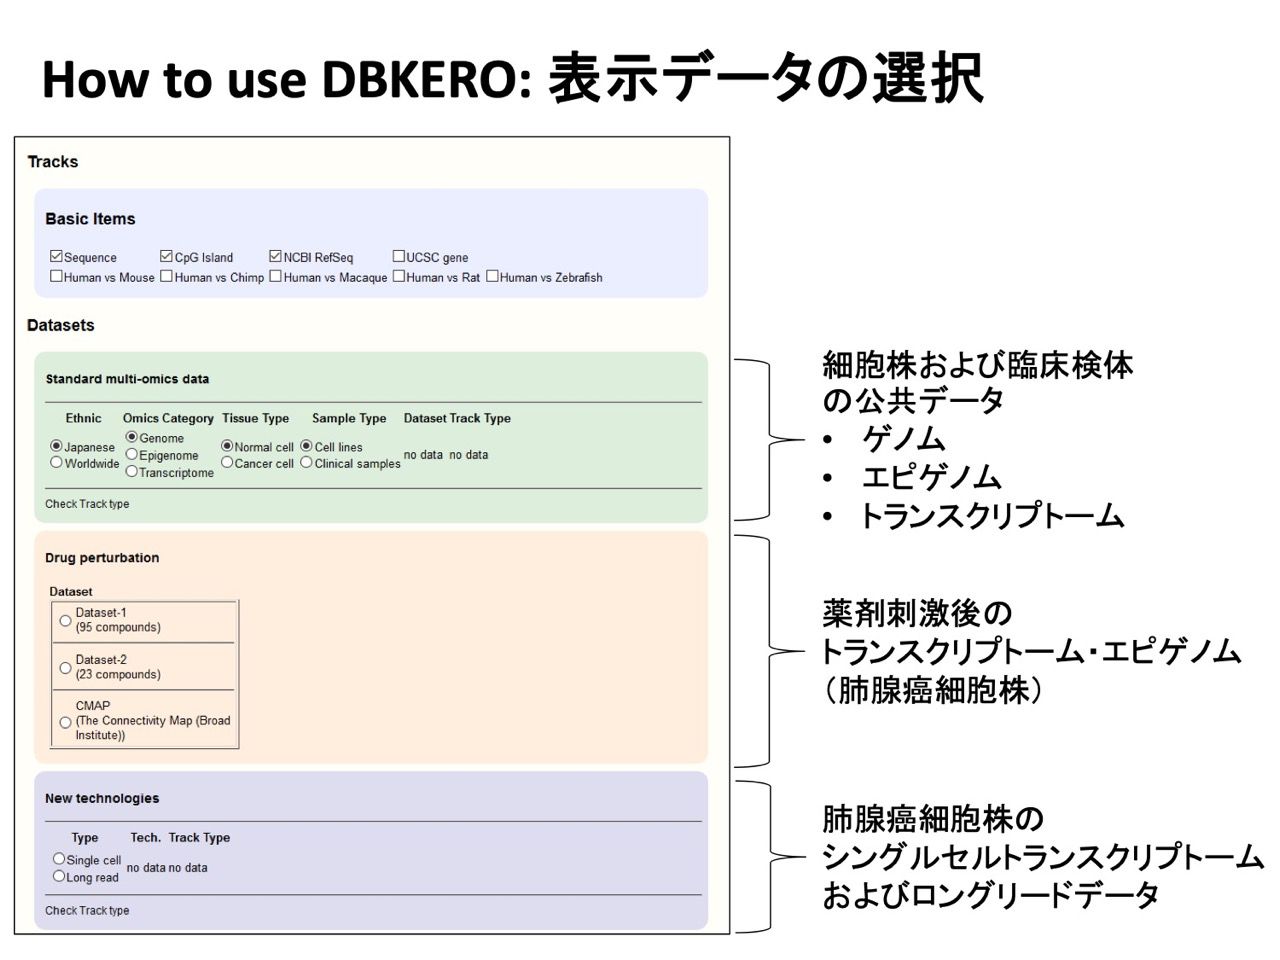 How to use DBKERO: 表示データの選択
Tracks
Basic Items
Sequence CpG Island NCBI RefSeq UCSC gene
Human vs Mouse Human vs Chimp Human vs Macaque Human vs Rat Human vs Zebrafish
Datasets
Standard multi-omics data
Ethnic Omics Category Tissue Type Sample Type Dataset Track Type
Japanese Genome Normal cell Cell lines no data no data
Worldwide Epigenome Cancer cell Clinical samples
Transcriptome
Check Track type
Drug perturbation
Dataset
Dataset-1
(95 compounds)
Dataset-2
(23 compounds)
CMAP
(The Connectivity Map (Broad
Institute))
New technologies
Type Tech. Track Type
Single cell no data no data
Long read
Check Track type
細胞株および臨床検体
の公共データ
• ゲノム
• エピゲノム
• トランスクリプトーム
薬剤刺激後の
トランスクリプトーム・エピゲノム
（肺腺癌細胞株）
肺腺癌細胞株の
シングルセルトランスクリプトーム
およびロングリードデータ